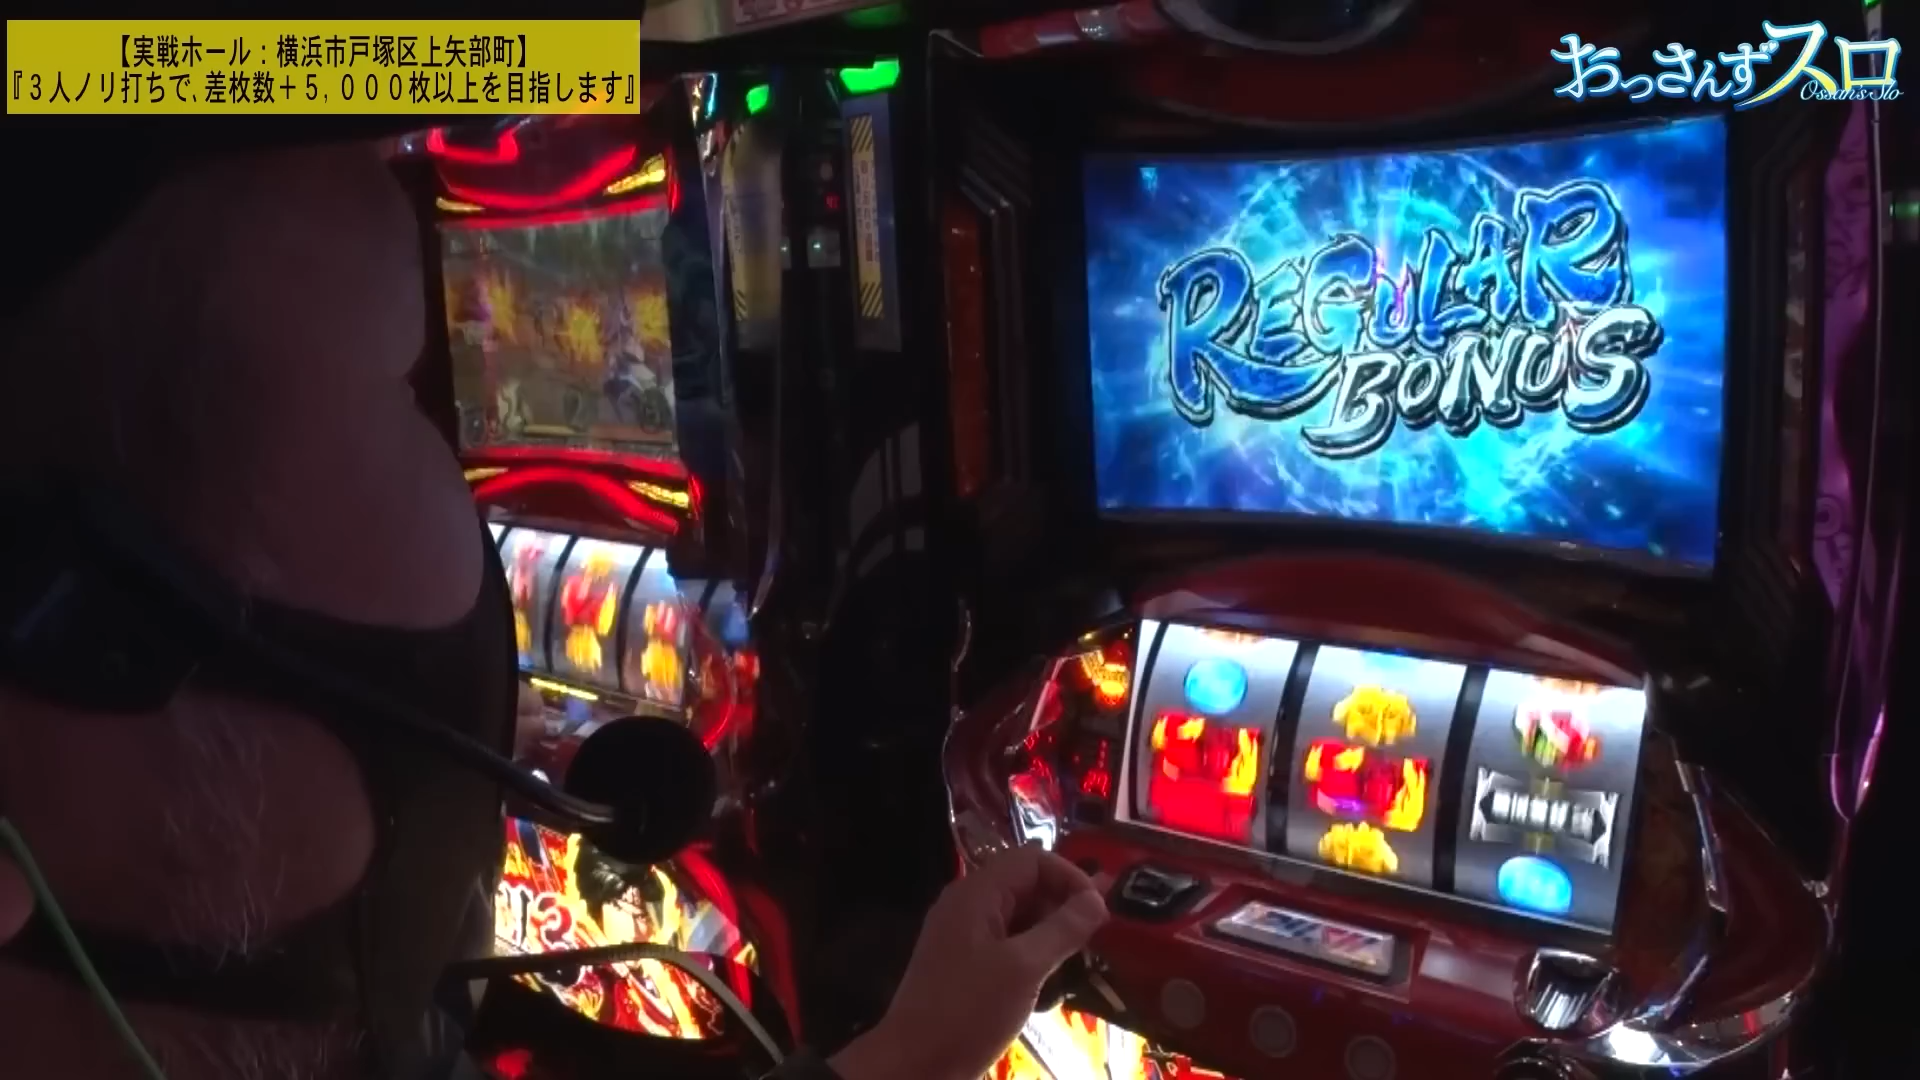 【実戦ホール：横浜市戸塚区上矢部町】
『３人ノリ打ちで、差枚数＋５，０００枚以上を目指します』
おっさんずスロ
Ossan's Slo
REGULAR
BONUS